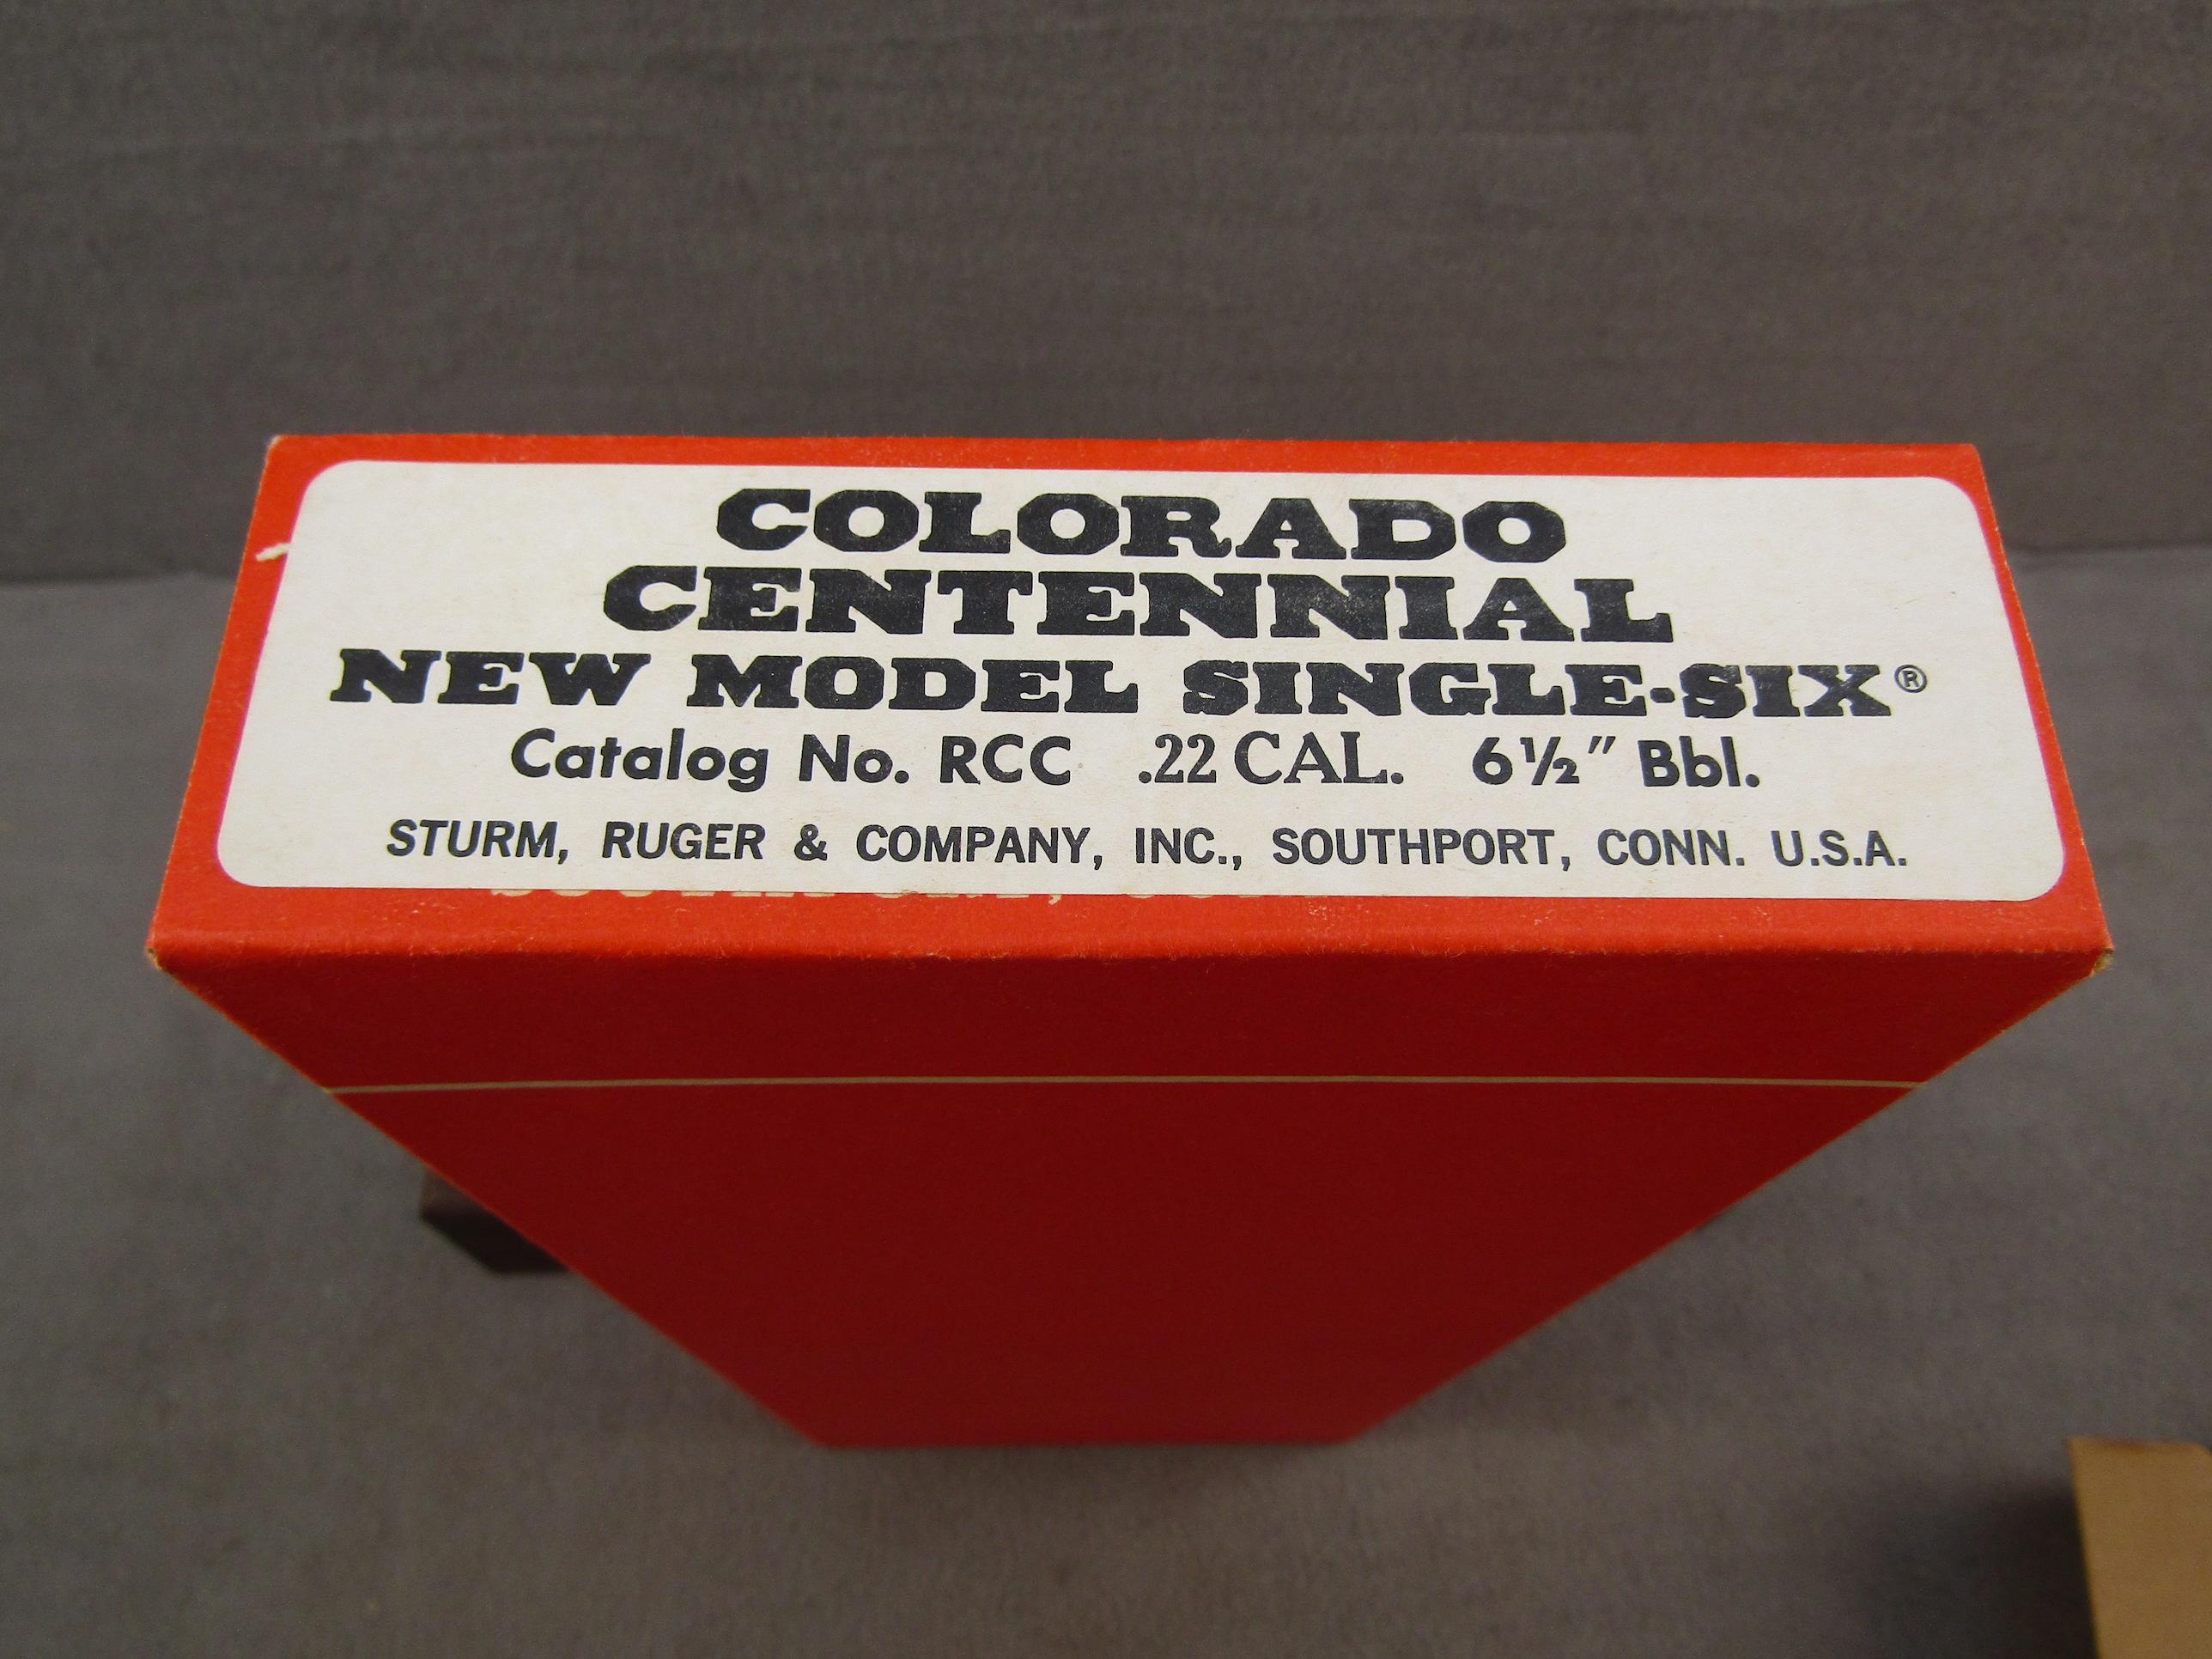 COLORADO
CENTENNIAL
NEW MODEL SINGLE-SIX®
Catalog No. RCC .22 CAL. 6½" Bbl.
STURM, RUGER & COMPANY, INC., SOUTHPORT, CONN. U.S.A.